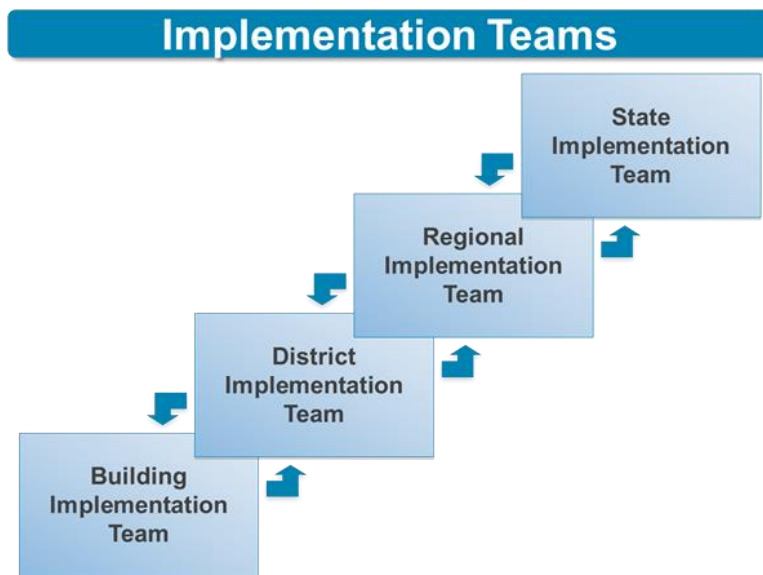 Implementation Teams
State
Implementation
Team
Regional
Implementation
Team
District
Implementation
Team
Building
Implementation
Team